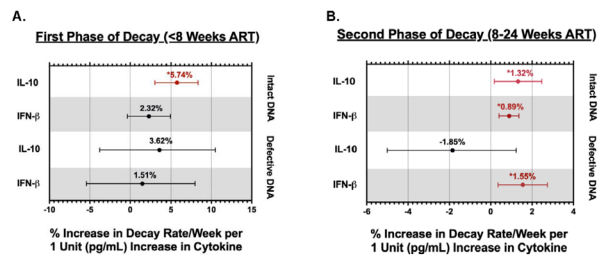 A.
First Phase of Decay (<8 Weeks ART)
IL-10
*5.74%
IFN-β
2.32%
IL-10
3.62%
IFN-β
1.51%
Intact DNA
Defective DNA
-10 -5 0 5 10 15
% Increase in Decay Rate/Week per
1 Unit (pg/mL) Increase in Cytokine
B.
Second Phase of Decay (8-24 Weeks ART)
IL-10
*1.32%
IFN-β
*0.89%
IL-10
-1.85%
IFN-β
*1.55%
Intact DNA
Defective DNA
-6 -4 -2 0 2 4
% Increase in Decay Rate/Week per
1 Unit (pg/mL) Increase in Cytokine